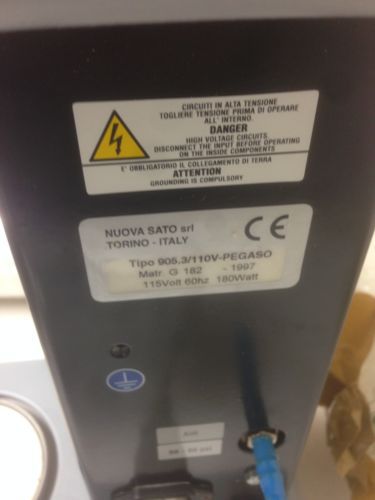 CIRCUITI IN ALTA TENSIONE
TOGLIERE TENSIONE PRIMA DI OPERARE
ALL' INTERNO.
DANGER
HIGH VOLTAGE CIRCUITS.
DISCONNECT THE INPUT BEFORE OPERATING
ON THE INSIDE COMPONENTS
E' OBBLIGATORIO IL COLLEGAMENTO DI TERRA
ATTENTION
GROUNDING IS COMPULSORY
NUOVA SATO srl
TORINO - ITALY
CE
Tipo 905.3/110V-PEGASO
Matr. G 182 - 1997
115Volt 60hz 180Watt